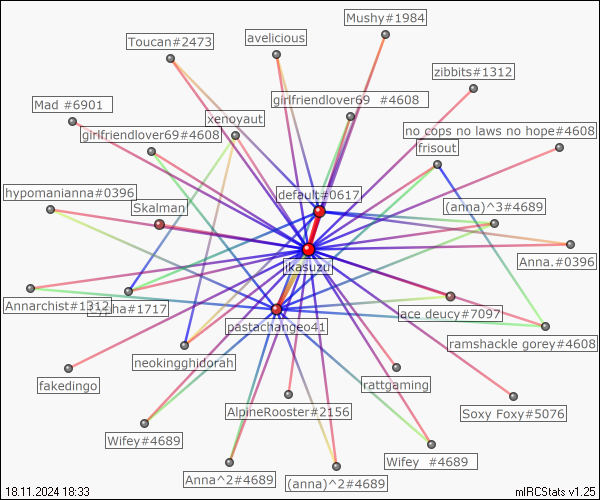 Mushy#1984
Toucan#2473
avelicious
zibbits#1312
Mad #6901
girlfriendlover69 #4608
xenoyaut
girlfriendlover69#4608
no cops no laws no hope#4608
frisout
hypomanianna#0396
default#0617
Skalman
(anna)^3#4689
ikasuzu
Anna.#0396
Annarchist#1312
#1717
ace deucy#7097
pastachangeo41
ramshackle gorey#4608
neokingghidorah
fakedingo
rattgaming
AlpineRooster#2156
Soxy Foxy#5076
Wifey#4689
Wifey #4689
Anna^2#4689
(anna)^2#4689
18.11.2024 18:33
mIRCStats v1.25